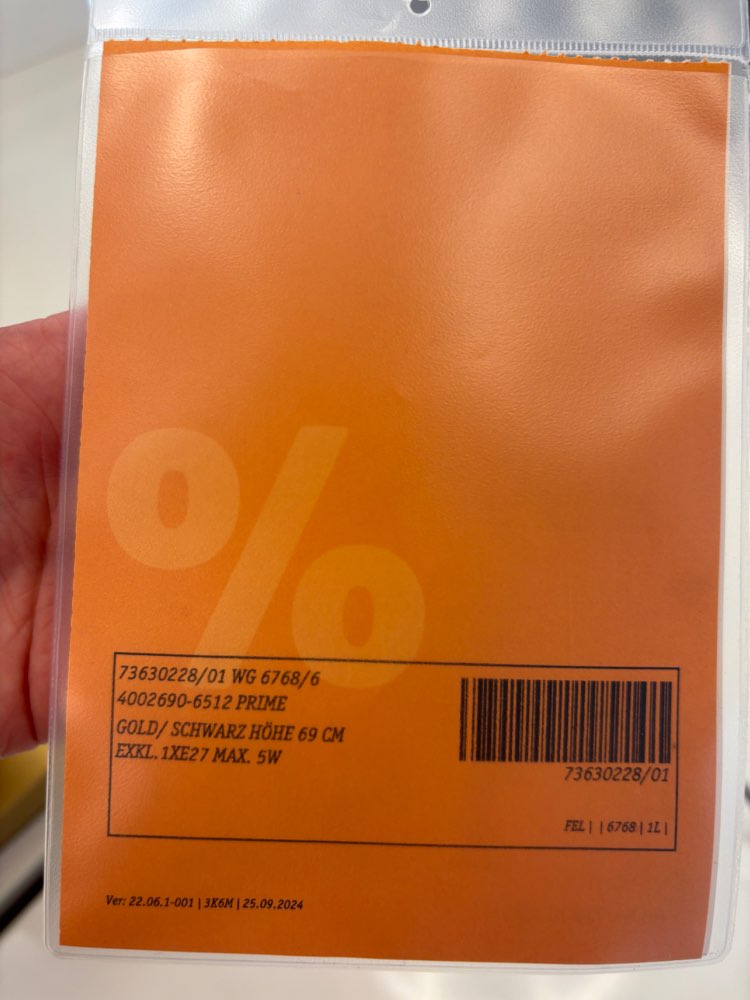 %
73630228/01 WG 6768/6
4002690-6512 PRIME
GOLD/ SCHWARZ HÖHE 69 CM
EXKL. 1XE27 MAX. 5W
73630228/01
FEL | | 6768 | 1L |
Ver: 22.06.1-001 | 3K6M | 25.09.2024